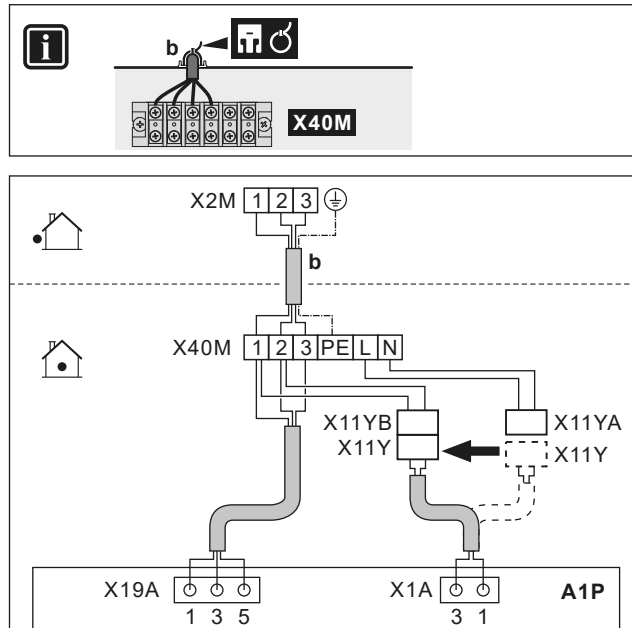 i
b
X40M
X2M 1 2 3
b
X40M 1 2 3 PE L N
X11YB X11YA
X11Y X11Y
X19A X1A A1P
1 3 5 3 1